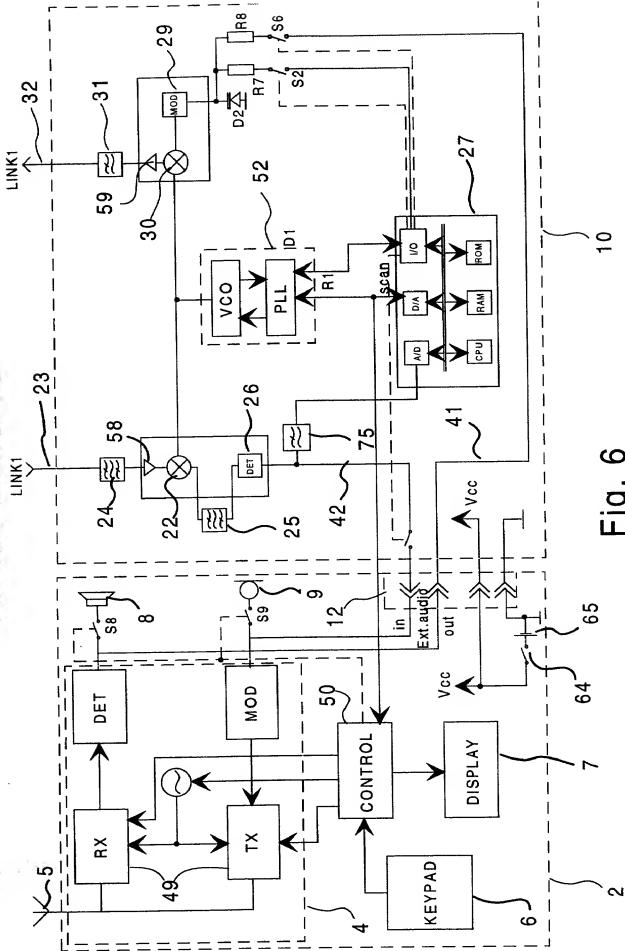 LINK1
32
31
59
30
29
MOD
D2
R8
S6
R7
S2
52
VCO
PLL
ID1
R1
scan
I/O
D/A
A/D
ROM
RAM
CPU
27
10
LINK1
23
24
58
22
26
DET
25
42
75
41
Vcc
8
S8
9
S9
12
in
Ext.audio
out
Vcc
65
64
DET
MOD
50
RX
TX
49
5
4
CONTROL
DISPLAY
7
KEYPAD
6
2
Fig. 6